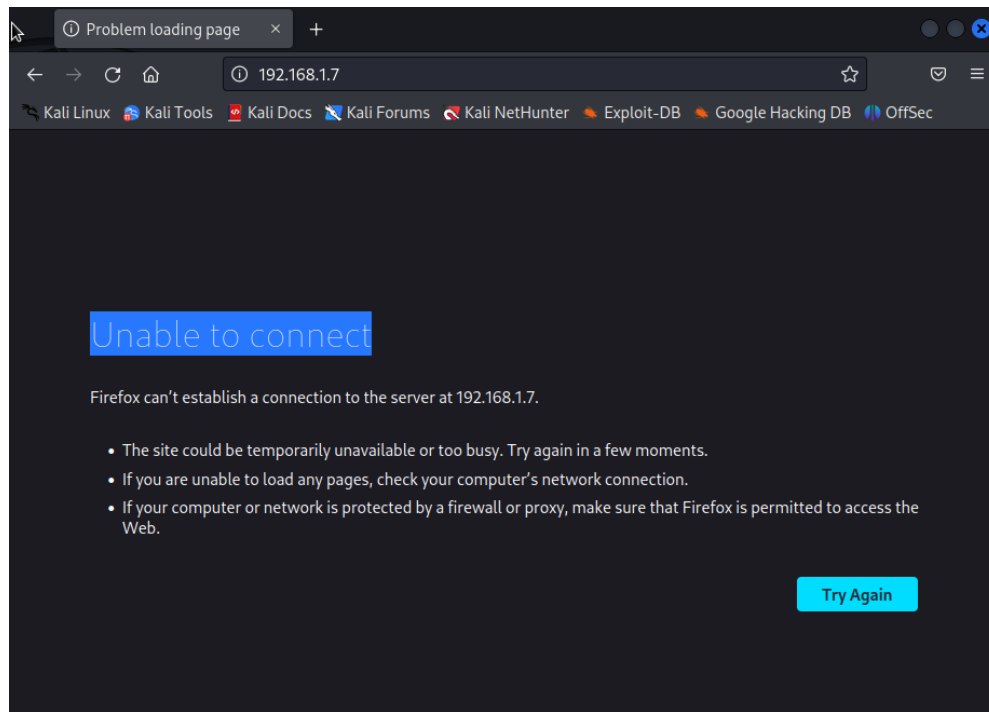 Problem loading page
192.168.1.7
Kali Linux Kali Tools Kali Docs Kali Forums Kali NetHunter Exploit-DB Google Hacking DB OffSec
Unable to connect
Firefox can’t establish a connection to the server at 192.168.1.7.
• The site could be temporarily unavailable or too busy. Try again in a few moments.
• If you are unable to load any pages, check your computer’s network connection.
• If your computer or network is protected by a firewall or proxy, make sure that Firefox is permitted to access the
Web.
Try Again